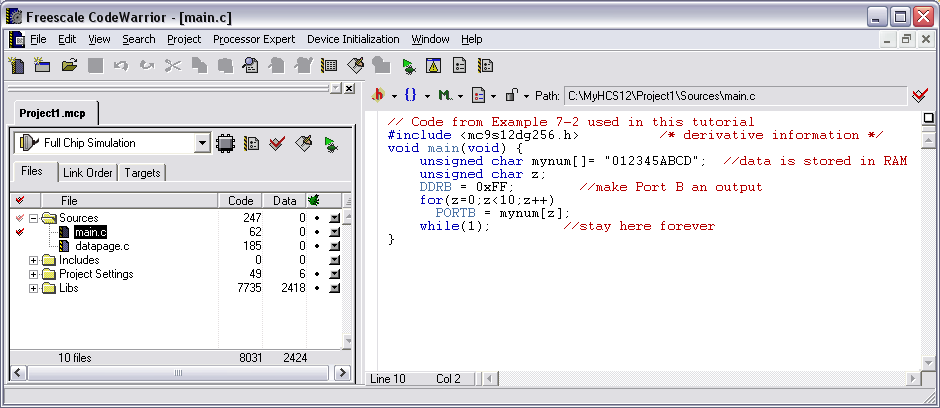 Freescale CodeWarrior - [main.c]
File Edit View Search Project Processor Expert Device Initialization Window Help
Path: C:\MyHCS12\Project1\Sources\main.c
Project1.mcp
Full Chip Simulation
Files Link Order Targets
File Code Data
Sources 247 0
main.c 62 0
datapage.c 185 0
Includes 0 0
Project Settings 49 6
Libs 7735 2418
10 files 8031 2424
// Code from Example 7-2 used in this tutorial
#include <mc9s12dg256.h> /* derivative information */
void main(void) {
unsigned char mynum[]= "012345ABCD"; //data is stored in RAM
unsigned char z;
DDRB = 0xFF; //make Port B an output
for(z=0;z<10;z++)
PORTB = mynum[z];
while(1); //stay here forever
}
Line 10 Col 2